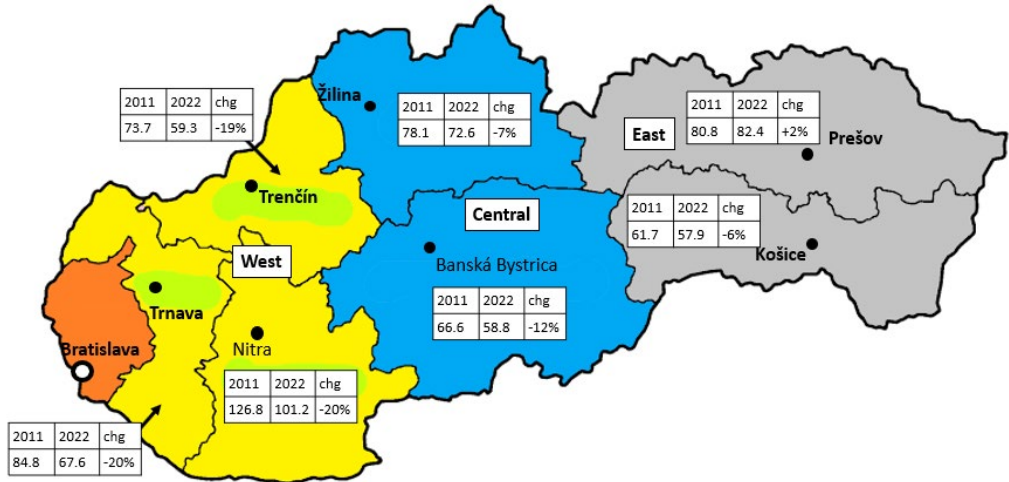 2011 2022 chg
73.7 59.3 -19%
Žilina
2011 2022 chg
78.1 72.6 -7%
East
2011 2022 chg
80.8 82.4 +2%
Prešov
Trenčín
Central
2011 2022 chg
61.7 57.9 -6%
Košice
West
Banská Bystrica
Trnava
2011 2022 chg
66.6 58.8 -12%
Bratislava
Nitra
2011 2022 chg
126.8 101.2 -20%
2011 2022 chg
84.8 67.6 -20%